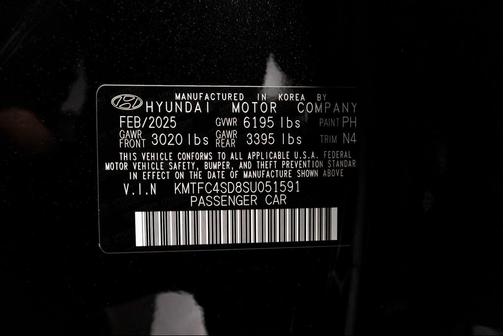 MANUFACTURED IN KOREA BY
HYUNDAI MOTOR COMPANY
FEB/2025 GVWR 6195 lbs PAINT PH
GAWR FRONT 3020 lbs GAWR REAR 3395 lbs TRIM N4
THIS VEHICLE CONFORMS TO ALL APPLICABLE U.S.A. FEDERAL
MOTOR VEHICLE SAFETY, BUMPER, AND THEFT PREVENTION STANDAR
IN EFFECT ON THE DATE OF MANUFACTURE SHOWN ABOVE
V.I.N KMTFC4SD8SU051591
PASSENGER CAR